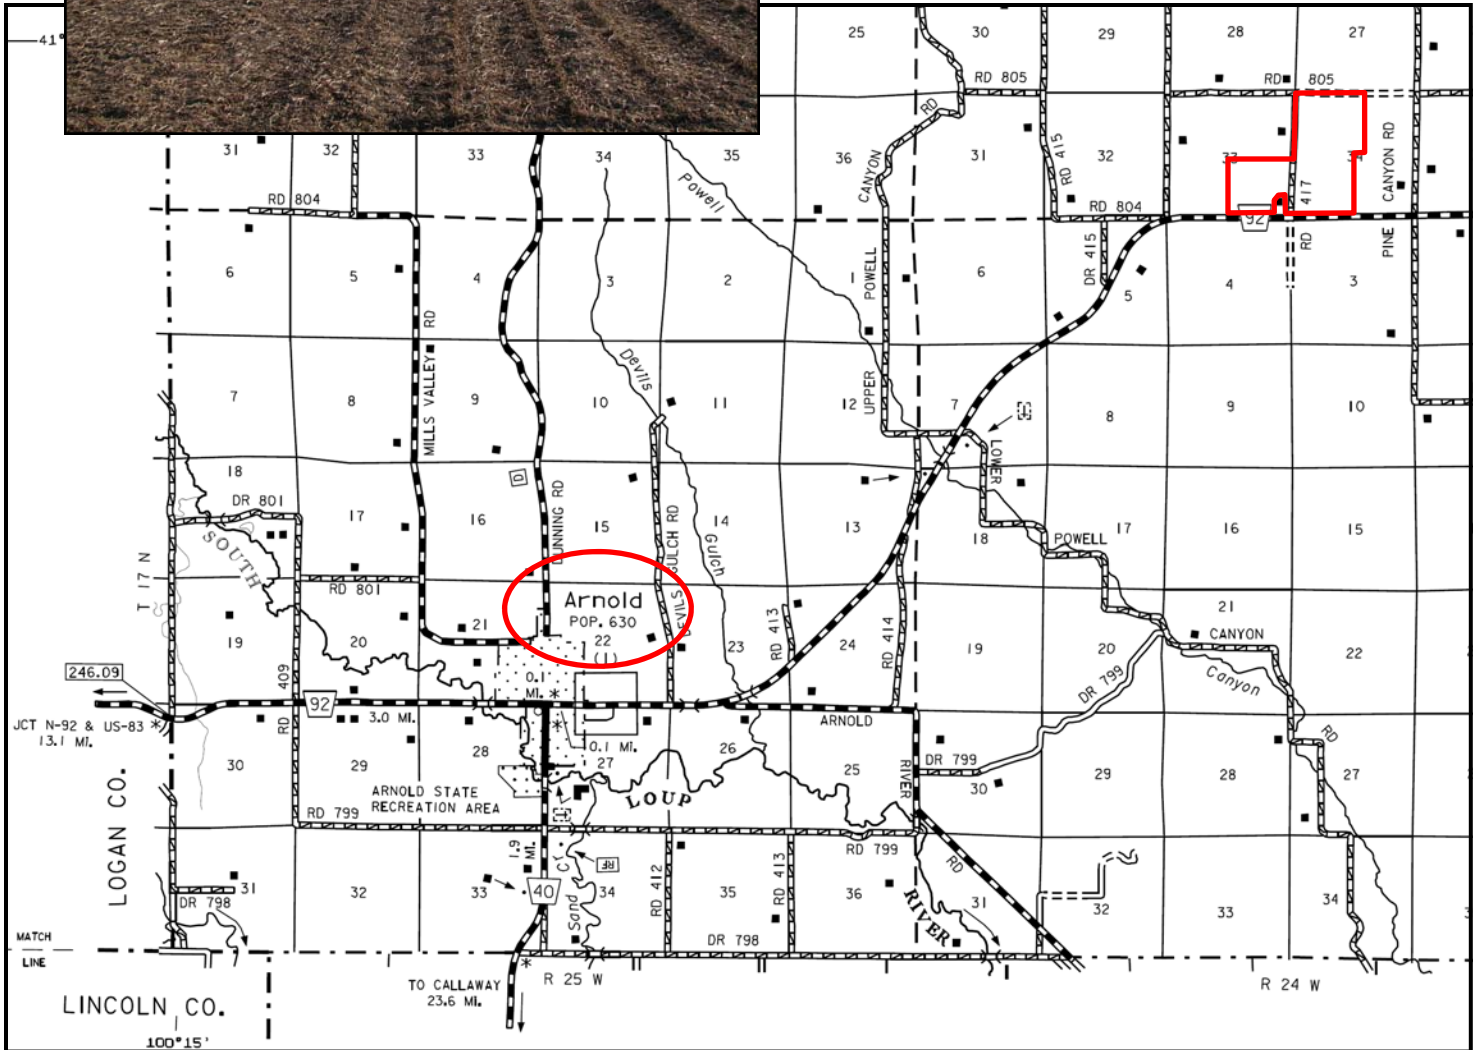 41°
25
30
29
28
27
RD 805
RD 805
RD
31
32
33
34
35
36
31
32
33
34
RD 415
CANYON
Powell
417
CANYON RD
RD 804
RD 804
92
RD
PINE
6
5
4
3
2
1
6
5
4
3
POWELL
DR 415
MILLS VALLEY RD
Devils
UPPER
7
8
9
10
11
12
7
8
9
10
LOWER
D
18
17
16
15
14
13
18
17
16
15
DR 801
SOUTH
DUNNING RD
DEVILS GULCH RD
Gulch
POWELL
T 17 N
RD 801
Arnold
POP. 630
22
(1)
19
20
21
23
24
19
20
21
22
RD 413
RD 414
CANYON
Canyon
RD
DR 799
246.09
RD 409
92
3.0 MI.
0.1
MI.
0.1 MI.
ARNOLD
JCT N-92 & US-83
13.1 MI.
30
29
28
27
26
25
30
29
28
27
RIVER
DR 799
ARNOLD STATE
RECREATION AREA
LOUP
LOGAN CO.
RD 799
RD 799
RD
1.9
MI.
RF
40
Sand
RD 412
RD 413
31
32
33
34
35
36
31
32
33
34
DR 798
RIVER
DR 798
MATCH
LINE
TO CALLAWAY
23.6 MI.
R 25 W
R 24 W
LINCOLN CO.
100°15'